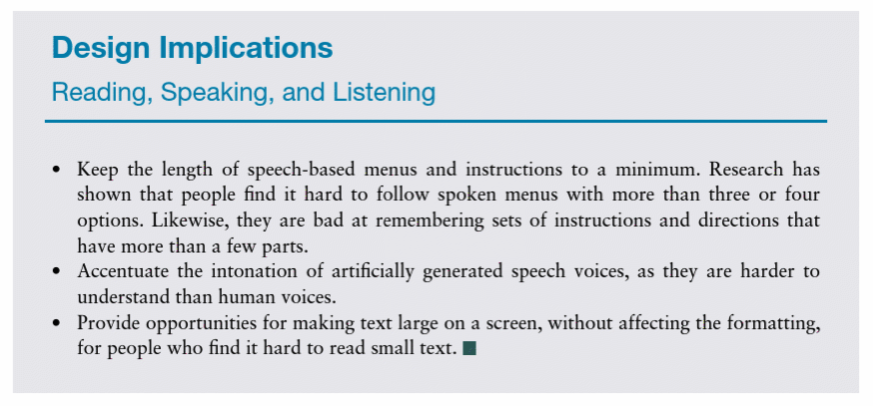 Design Implications
Reading, Speaking, and Listening
• Keep the length of speech-based menus and instructions to a minimum. Research has
shown that people find it hard to follow spoken menus with more than three or four
options. Likewise, they are bad at remembering sets of instructions and directions that
have more than a few parts.
• Accentuate the intonation of artificially generated speech voices, as they are harder to
understand than human voices.
• Provide opportunities for making text large on a screen, without affecting the formatting,
for people who find it hard to read small text. ■